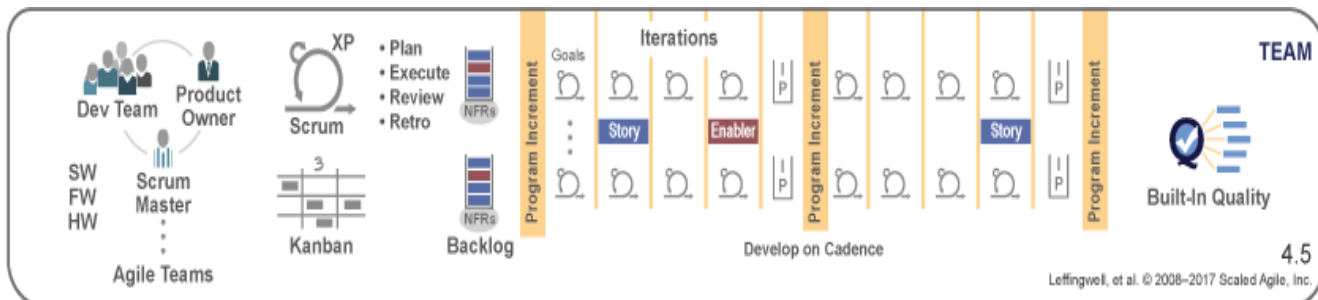 Dev Team
Product
Owner
Scrum
Master
SW
FW
HW
Agile Teams
XP
Scrum
• Plan
• Execute
• Review
• Retro
3
Kanban
NFRs
NFRs
Backlog
Program Increment
Goals
Iterations
Story
Enabler
I
P
I
P
Program Increment
Story
I
P
I
P
Program Increment
Develop on Cadence
TEAM
Built-In Quality
4.5
Leffingwell, et al. © 2008–2017 Scaled Agile, Inc.